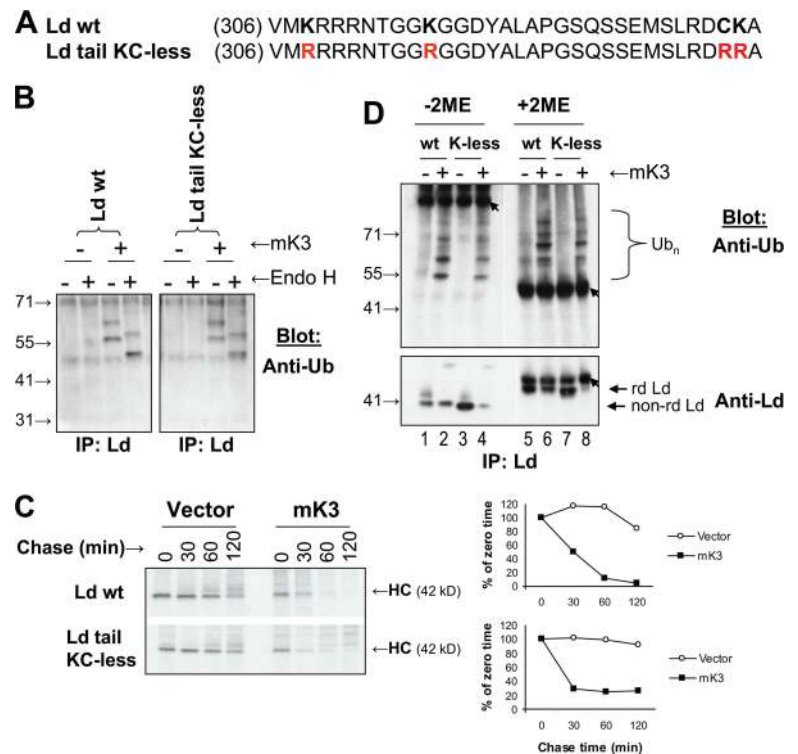 A Ld wt (306) VMKRRRNTGGKGGDYALAPGSQSSEMSLRDCKA
Ld tail KC-less (306) VMRRRRNTGGRGGDYALAPGSQSSEMSLRDRRA
B
Ld wt
Ld tail KC-less
- + - + ←mK3
- + - + - + - + ←Endo H
71→
55→
41→
31→
Blot:
Anti-Ub
IP: Ld IP: Ld
D
-2ME +2ME
wt K-less wt K-less
- + - + - + - + ←mK3
71→
55→
41→
Ubn
Blot:
Anti-Ub
41→
rd Ld
non-rd Ld
Anti-Ld
1 2 3 4 5 6 7 8
IP: Ld
C
Vector mK3
Chase (min)→ 0 30 60 120 0 30 60 120
Ld wt ←HC (42 kD)
Ld tail KC-less ←HC (42 kD)
% of zero time
120
100
80
60
40
20
0
0 30 60 120
Vector
mK3
% of zero time
120
100
80
60
40
20
0
0 30 60 120
Vector
mK3
Chase time (min)